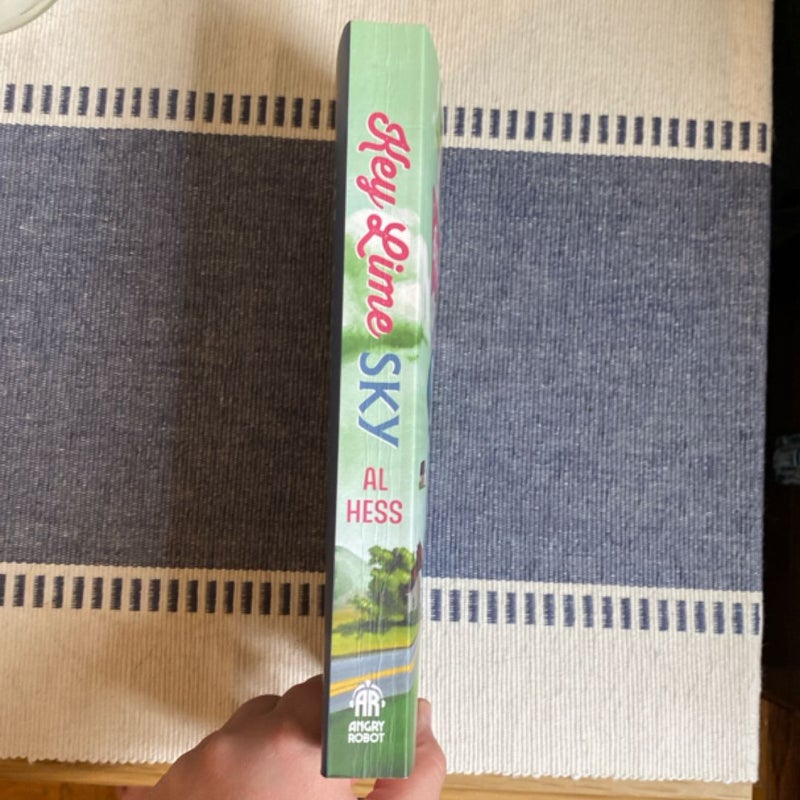 Key Lime SKY
AL
HESS
AR
ANGRY
ROBOT